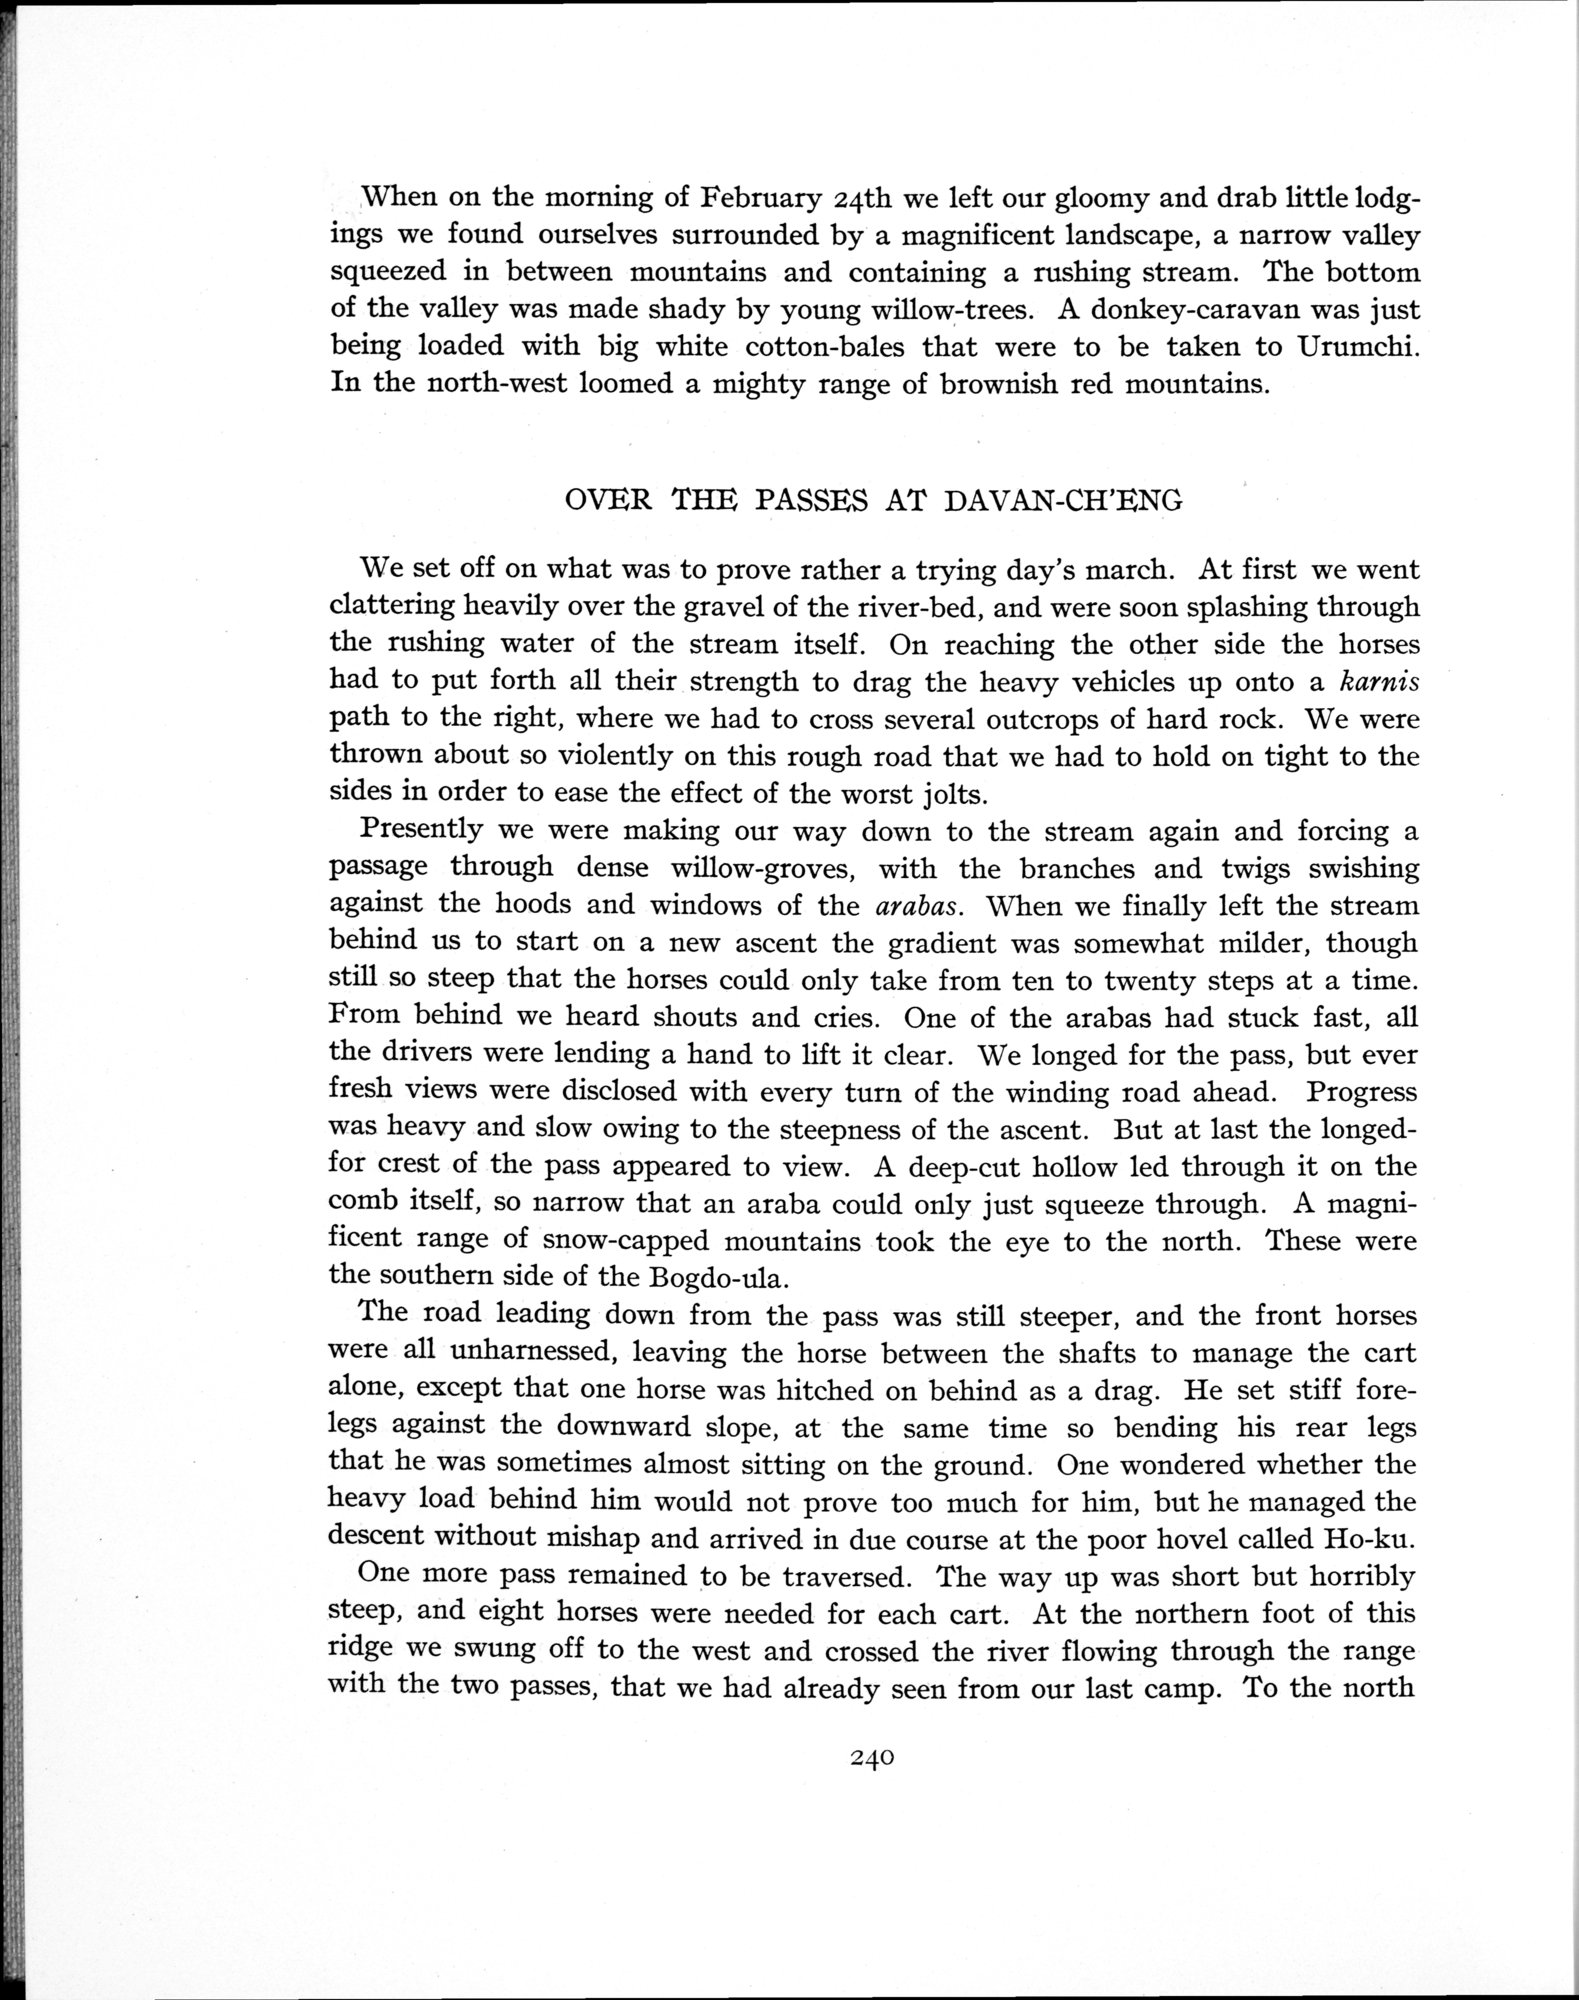 When on the morning of February 24th we left our gloomy and drab little lodg-
ings we found ourselves surrounded by a magnificent landscape, a narrow valley
squeezed in between mountains and containing a rushing stream. The bottom
of the valley was made shady by young willow-trees. A donkey-caravan was just
being loaded with big white cotton-bales that were to be taken to Urumchi.
In the north-west loomed a mighty range of brownish red mountains.
OVER THE PASSES AT DAVAN-CH'ENG
We set off on what was to prove rather a trying day's march. At first we went
clattering heavily over the gravel of the river-bed, and were soon splashing through
the rushing water of the stream itself. On reaching the other side the horses
had to put forth all their strength to drag the heavy vehicles up onto a karnis
path to the right, where we had to cross several outcrops of hard rock. We were
thrown about so violently on this rough road that we had to hold on tight to the
sides in order to ease the effect of the worst jolts.
Presently we were making our way down to the stream again and forcing a
passage through dense willow-groves, with the branches and twigs swishing
against the hoods and windows of the arabas. When we finally left the stream
behind us to start on a new ascent the gradient was somewhat milder, though
still so steep that the horses could only take from ten to twenty steps at a time.
From behind we heard shouts and cries. One of the arabas had stuck fast, all
the drivers were lending a hand to lift it clear. We longed for the pass, but ever
fresh views were disclosed with every turn of the winding road ahead. Progress
was heavy and slow owing to the steepness of the ascent. But at last the longed-
for crest of the pass appeared to view. A deep-cut hollow led through it on the
comb itself, so narrow that an araba could only just squeeze through. A magni-
ficent range of snow-capped mountains took the eye to the north. These were
the southern side of the Bogdo-ula.
The road leading down from the pass was still steeper, and the front horses
were all unharnessed, leaving the horse between the shafts to manage the cart
alone, except that one horse was hitched on behind as a drag. He set stiff fore-
legs against the downward slope, at the same time so bending his rear legs
that he was sometimes almost sitting on the ground. One wondered whether the
heavy load behind him would not prove too much for him, but he managed the
descent without mishap and arrived in due course at the poor hovel called Ho-ku.
One more pass remained to be traversed. The way up was short but horribly
steep, and eight horses were needed for each cart. At the northern foot of this
ridge we swung off to the west and crossed the river flowing through the range
with the two passes, that we had already seen from our last camp. To the north
240